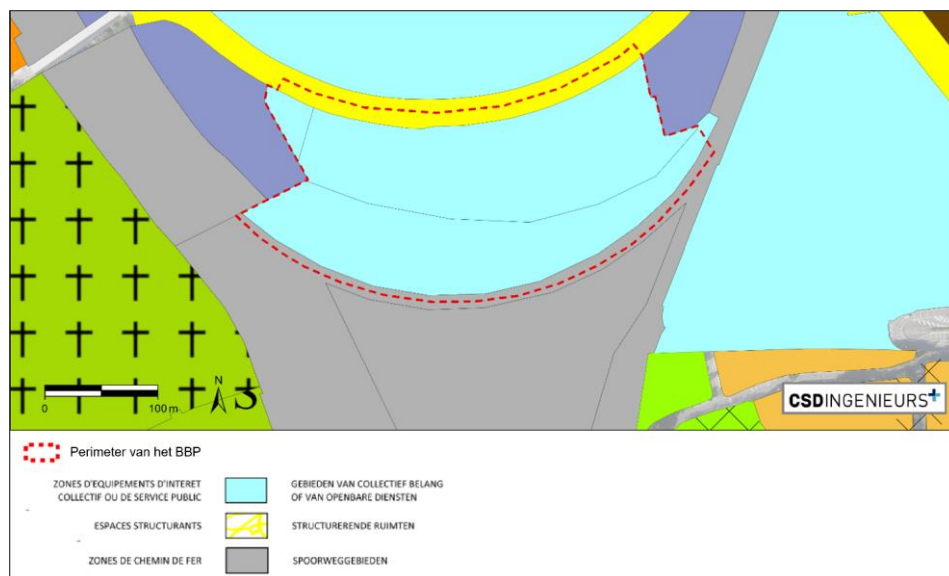 N
0
100 m
CSDINGENIEURS+
Perimeter van het BBP
ZONES D'EQUIPEMENTS D'INTERET
COLLECTIF OU DE SERVICE PUBLIC
GEBIEDEN VAN COLLECTIEF BELANG
OF VAN OPENBARE DIENSTEN
ESPACES STRUCTURANTS
STRUCTURERENDE RUIMTEN
ZONES DE CHEMIN DE FER
SPOORWEGGEBIEDEN